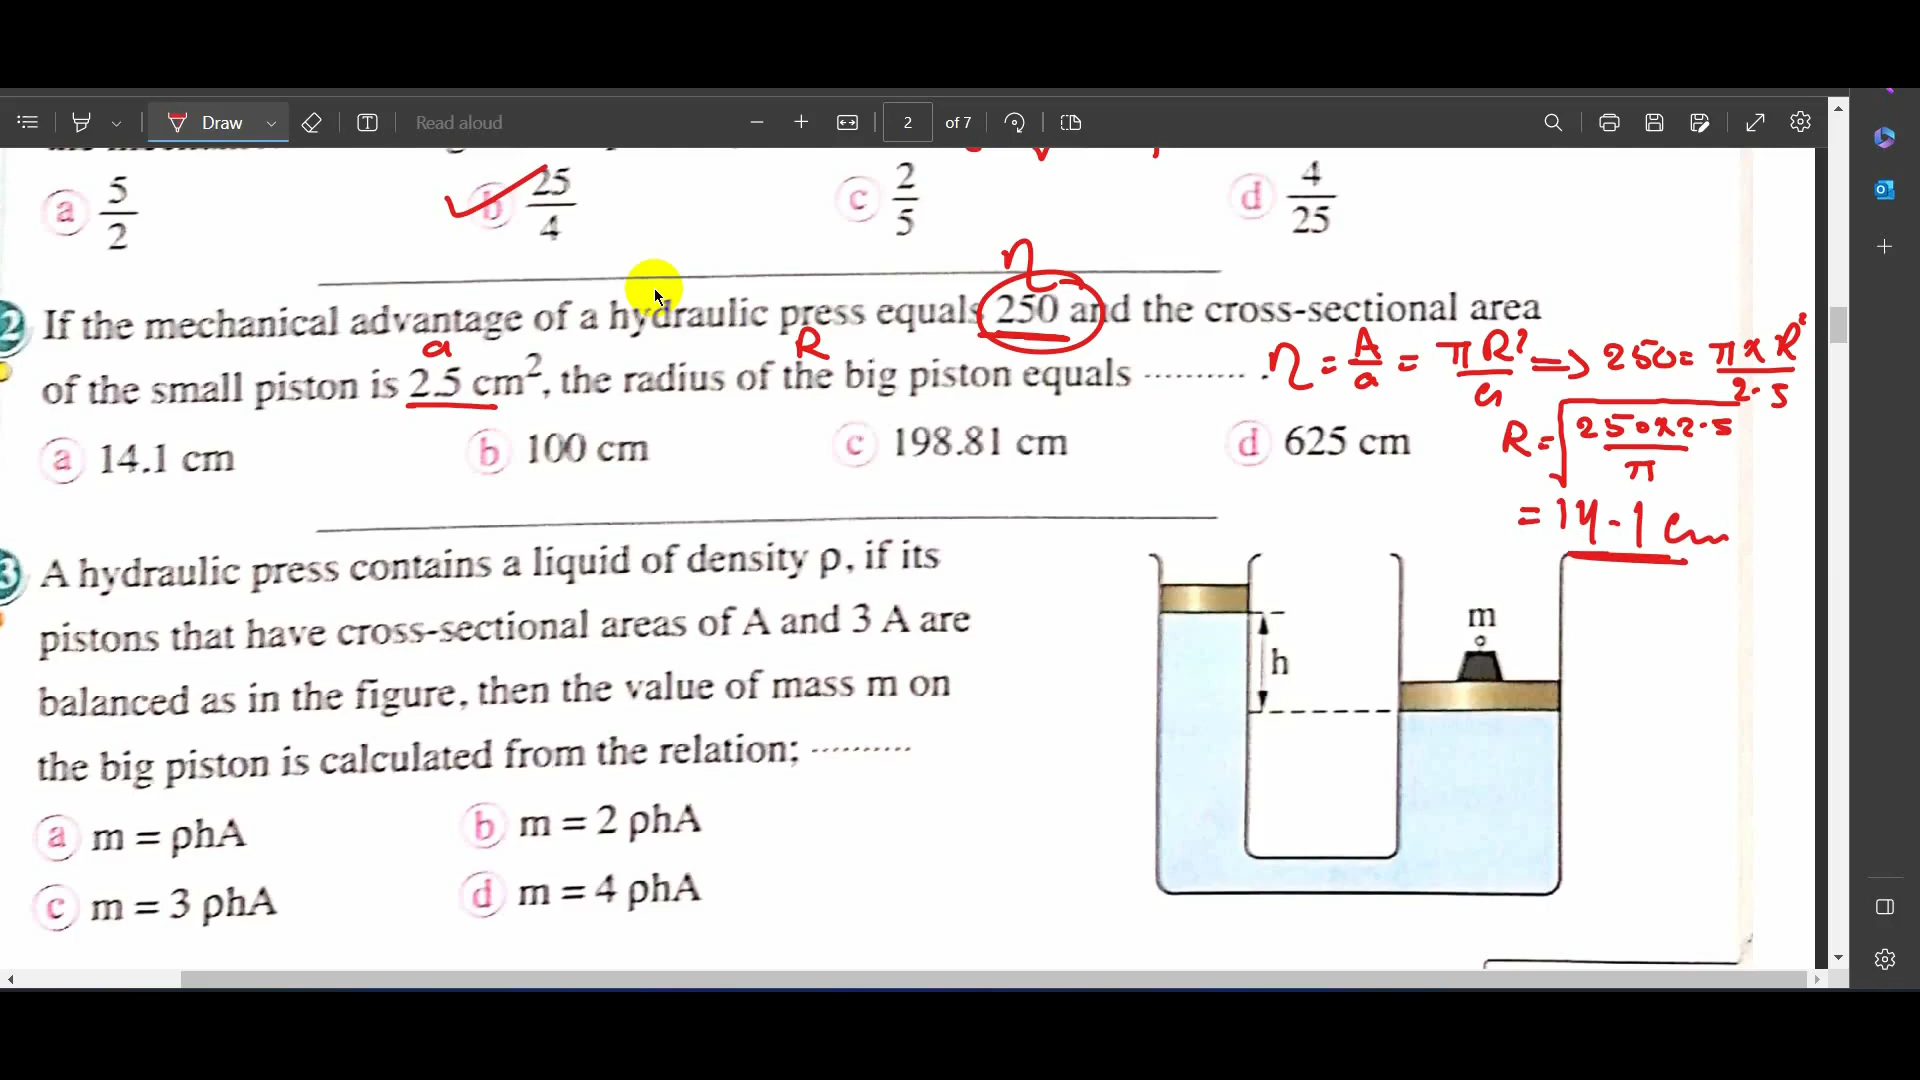 Draw
Read aloud
2 of 7
a 5/2
b 25/4
c 2/5
d 4/25
η
2 If the mechanical advantage of a hydraulic press equals 250 and the cross-sectional area
a
R
of the small piston is 2.5 cm², the radius of the big piston equals ..........
η = A/a = πR²/a => 250 = π×R²/2.5
R = √(250×2.5/π)
= 14.1 cm
a 14.1 cm
b 100 cm
c 198.81 cm
d 625 cm
3 A hydraulic press contains a liquid of density ρ, if its
pistons that have cross-sectional areas of A and 3 A are
balanced as in the figure, then the value of mass m on
the big piston is calculated from the relation; ..........
a m = ρhA
b m = 2 ρhA
c m = 3 ρhA
d m = 4 ρhA
m
h